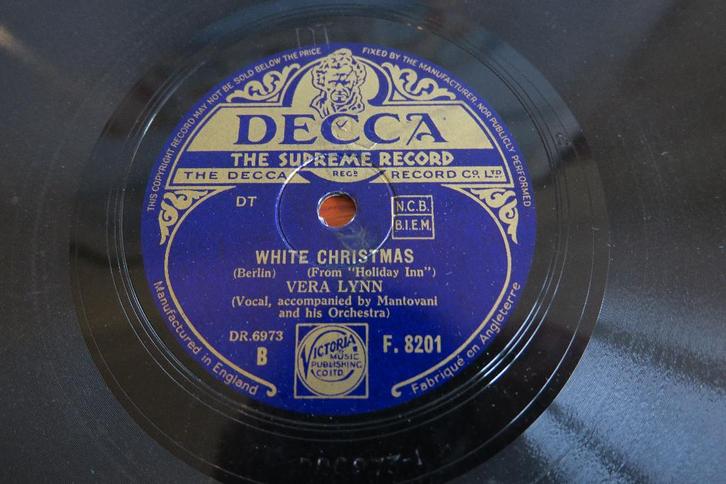 DT
THIS COPYRIGHT RECORD MAY NOT BE SOLD BELOW THE PRICE FIXED BY THE MANUFACTURER, NOR PUBLICLY PERFORMED
DECCA
THE SUPREME RECORD
THE DECCA REGD RECORD CO, LTD
DT
N.C.B.
B.I.E.M.
WHITE CHRISTMAS
(Berlin) (From "Holiday Inn")
VERA LYNN
(Vocal, accompanied by Mantovani
and his Orchestra)
DR.6973
B
F. 8201
VICTORIA
MUSIC
PUBLISHING
CO LTD
Manufactured in England
Fabriqué en Angleterre